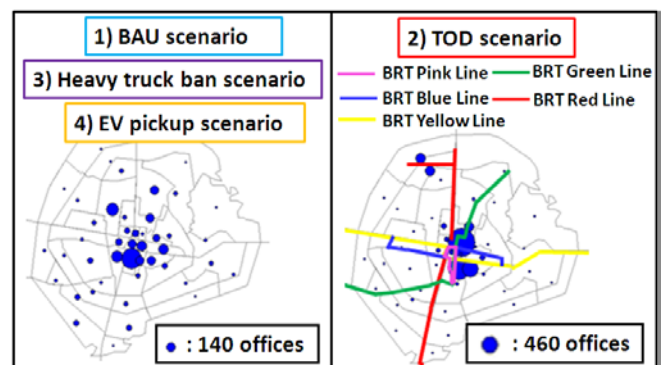 1) BAU scenario
3) Heavy truck ban scenario
4) EV pickup scenario
: 140 offices
2) TOD scenario
BRT Pink Line
BRT Green Line
BRT Blue Line
BRT Red Line
BRT Yellow Line
: 460 offices